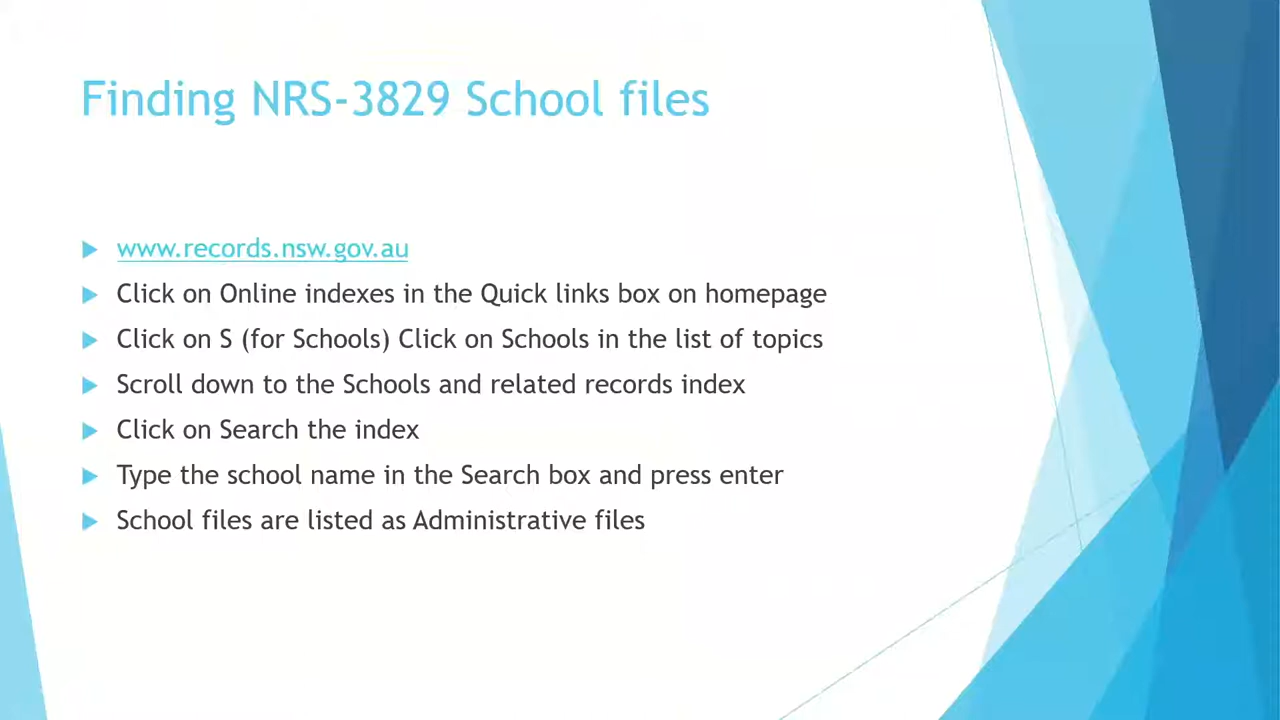 Finding NRS-3829 School files
www.records.nsw.gov.au
Click on Online indexes in the Quick links box on homepage
Click on S (for Schools) Click on Schools in the list of topics
Scroll down to the Schools and related records index
Click on Search the index
Type the school name in the Search box and press enter
School files are listed as Administrative files